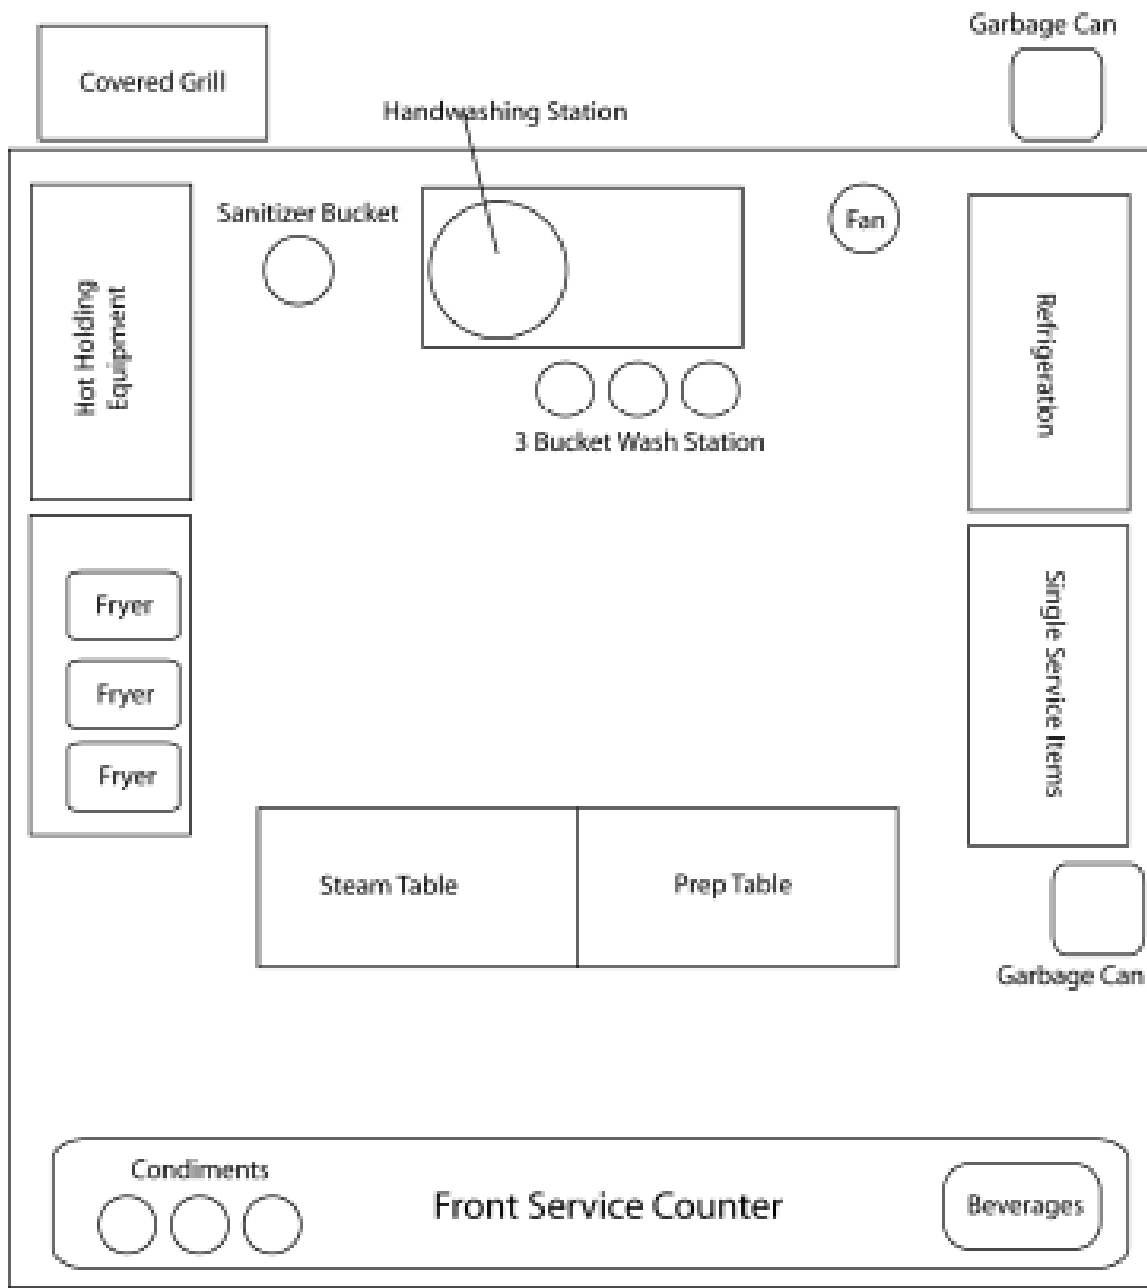 Garbage Can
Covered Grill
Handwashing Station
Sanitizer Bucket
Fan
Hot Holding
Equipment
Refrigeration
3 Bucket Wash Station
Fryer
Fryer
Fryer
Single Service Items
Steam Table
Prep Table
Garbage Can
Condiments
Front Service Counter
Beverages